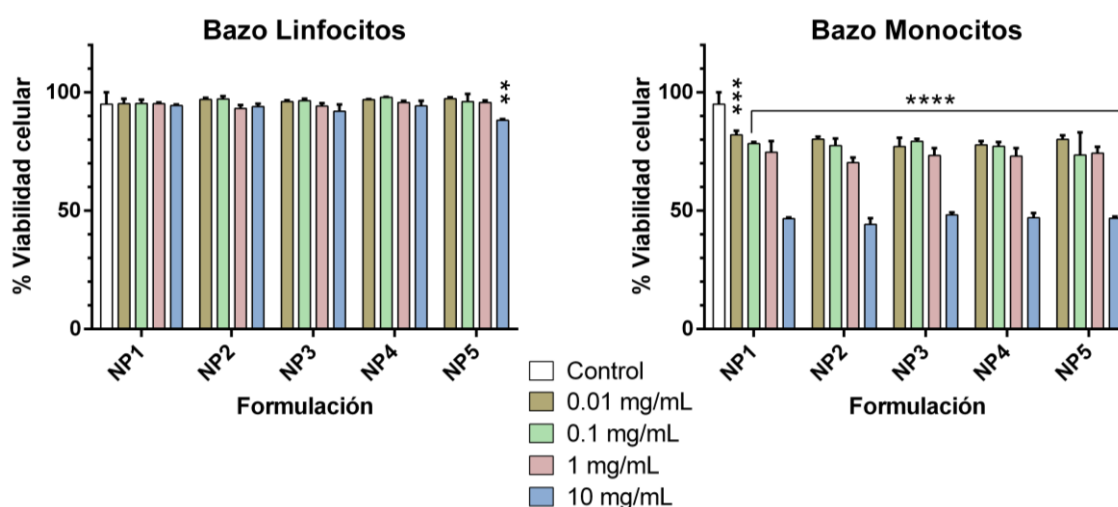 Bazo Linfocitos
% Viabilidad celular
100
50
0
**
NP1
NP2
NP3
NP4
NP5
Formulación
Bazo Monocitos
% Viabilidad celular
100
50
0
***
****
NP1
NP2
NP3
NP4
NP5
Formulación
Control
0.01 mg/mL
0.1 mg/mL
1 mg/mL
10 mg/mL